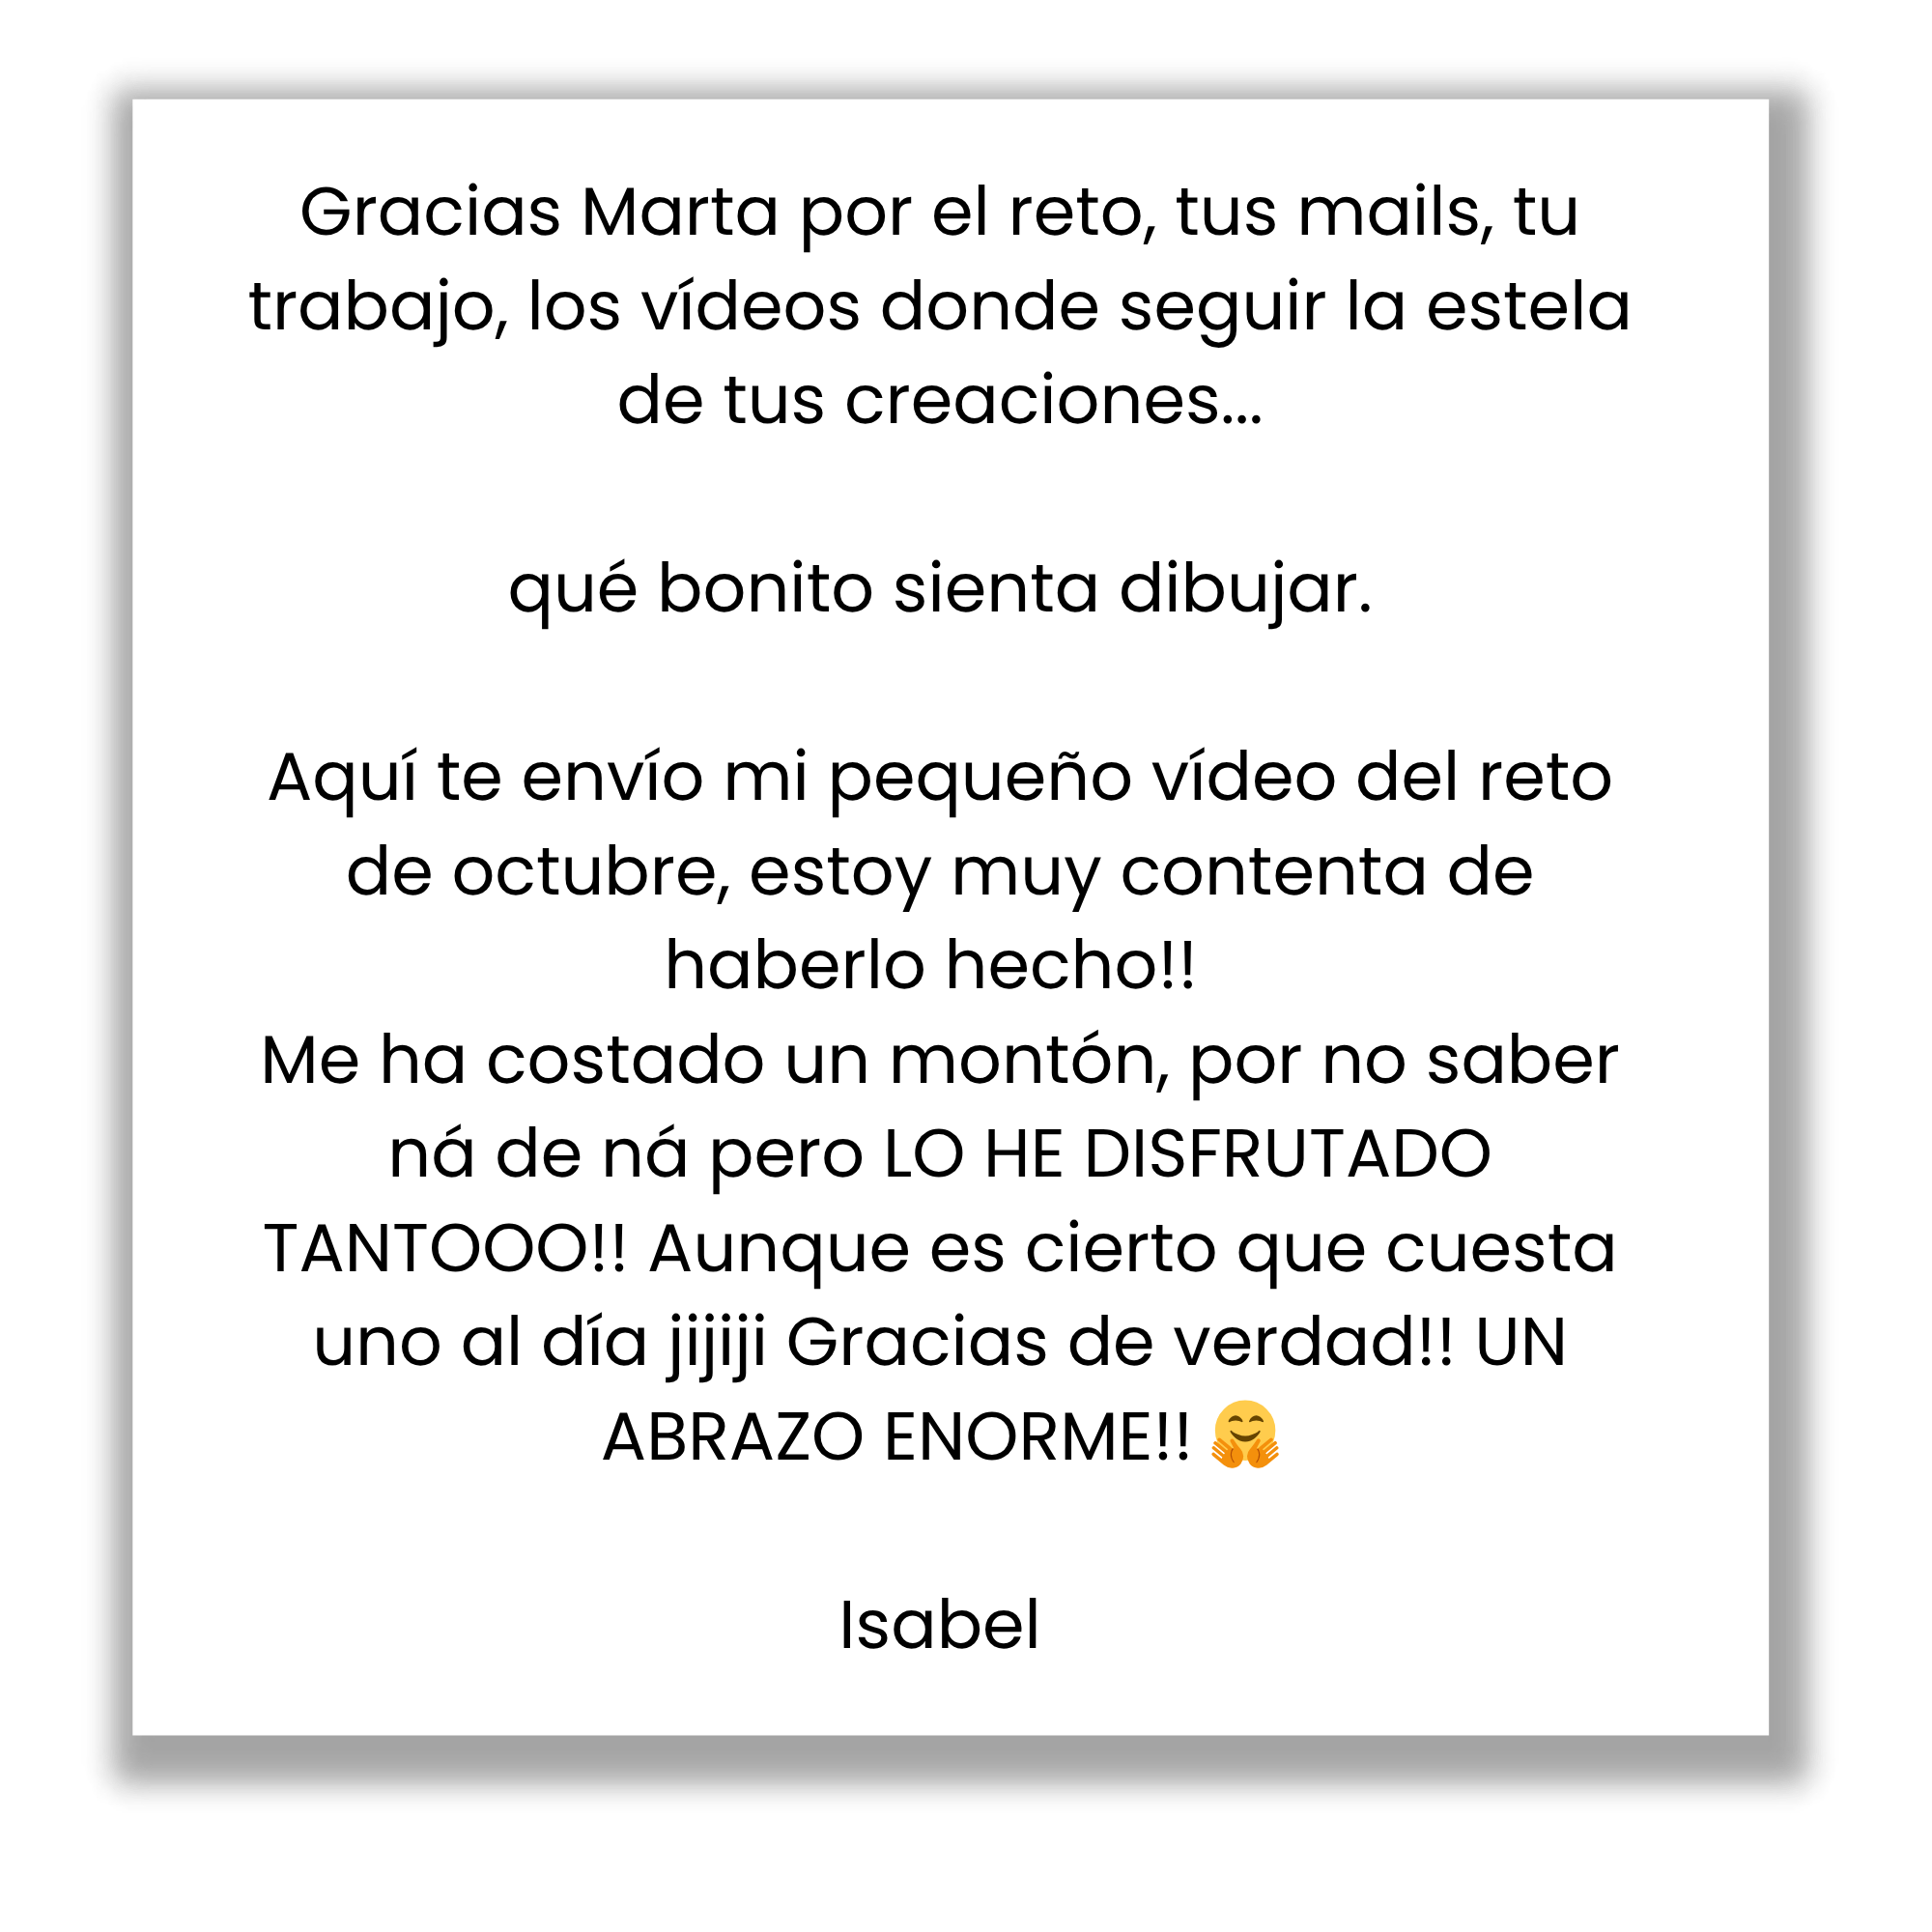 Gracias Marta por el reto, tus mails, tu
trabajo, los vídeos donde seguir la estela
de tus creaciones...
qué bonito sienta dibujar.
Aquí te envío mi pequeño vídeo del reto
de octubre, estoy muy contenta de
haberlo hecho!!
Me ha costado un montón, por no saber
ná de ná pero LO HE DISFRUTADO
TANTOOO!! Aunque es cierto que cuesta
uno al día jijijiji Gracias de verdad!! UN
ABRAZO ENORME!! 🤗
Isabel